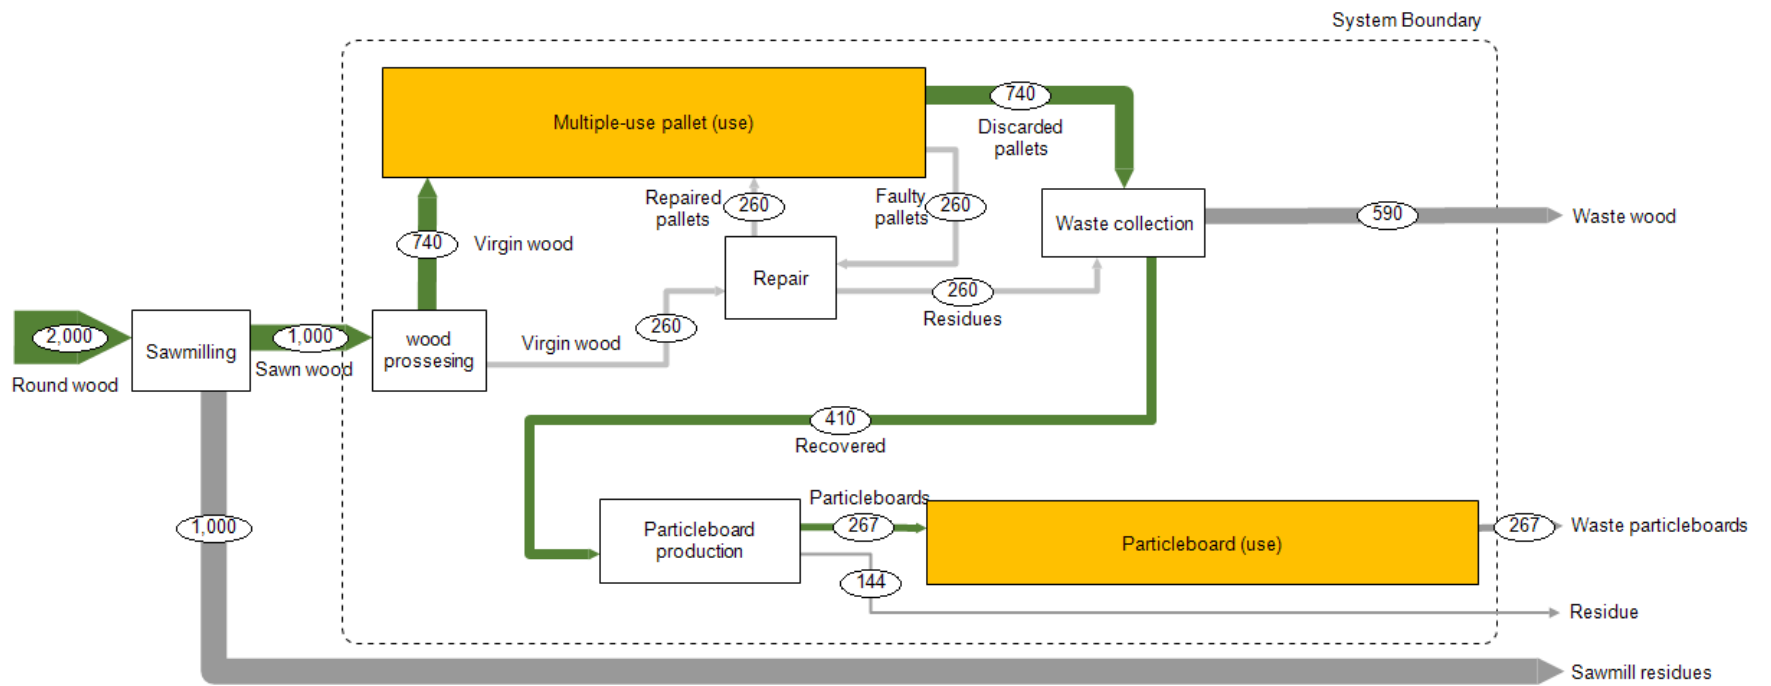 System Boundary
Multiple-use pallet (use)
740
Discarded
pallets
Repaired
pallets
260
Faulty
pallets
260
Waste collection
590
Waste wood
740
Virgin wood
Repair
260
Residues
2,000
Round wood
Sawmilling
1,000
Sawn wood
wood
prossesing
Virgin wood
260
410
Recovered
1,000
Particleboard
production
Particleboards
267
144
Particleboard (use)
267
Waste particleboards
Residue
Sawmill residues